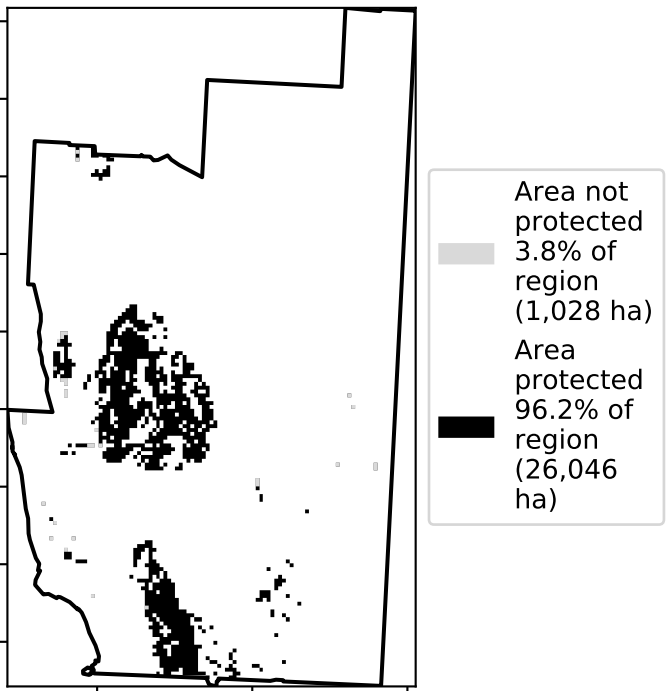 Area not
protected
3.8% of
region
(1,028 ha)
Area
protected
96.2% of
region
(26,046
ha)